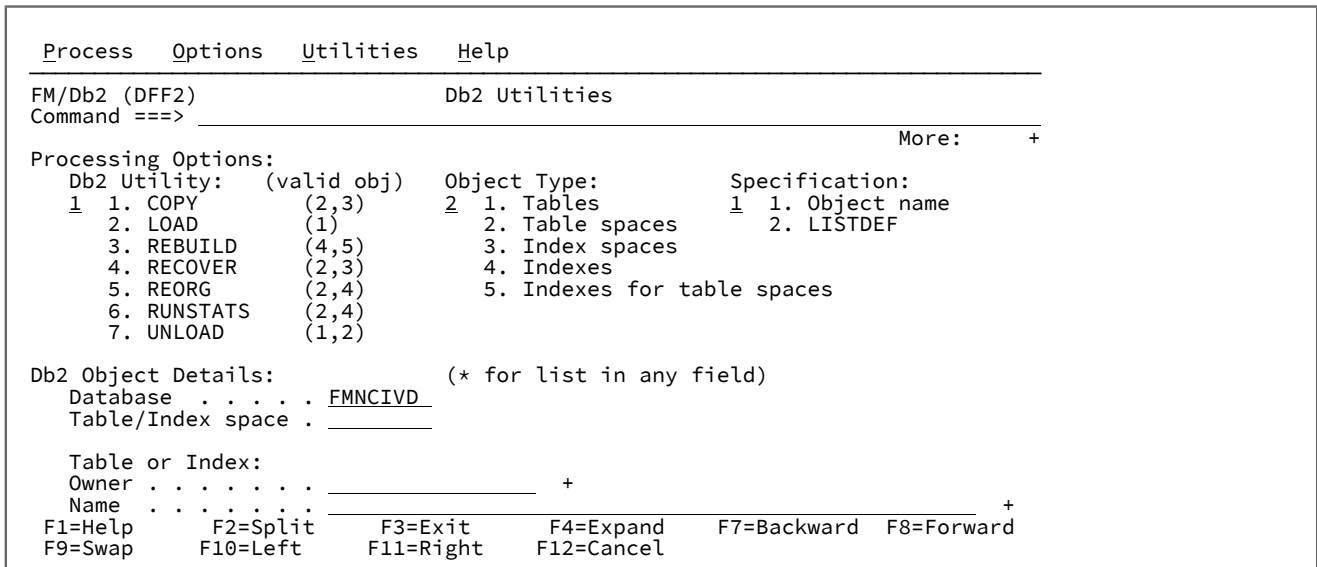 Process Options Utilities Help
FM/Db2 (DFF2) Db2 Utilities
Command ===>
More: +
Processing Options:
Db2 Utility: (valid obj) Object Type: Specification:
1 1. COPY (2,3) 2 1. Tables 1 1. Object name
2. LOAD (1) 2. Table spaces 2. LISTDEF
3. REBUILD (4,5) 3. Index spaces
4. RECOVER (2,3) 4. Indexes
5. REORG (2,4) 5. Indexes for table spaces
6. RUNSTATS (2,4)
7. UNLOAD (1,2)
Db2 Object Details: (* for list in any field)
Database . . . . . FMNCIVD
Table/Index space .
Table or Index:
Owner . . . . . . . +
Name . . . . . . . +
F1=Help F2=Split F3=Exit F4=Expand F7=Backward F8=Forward
F9=Swap F10=Left F11=Right F12=Cancel